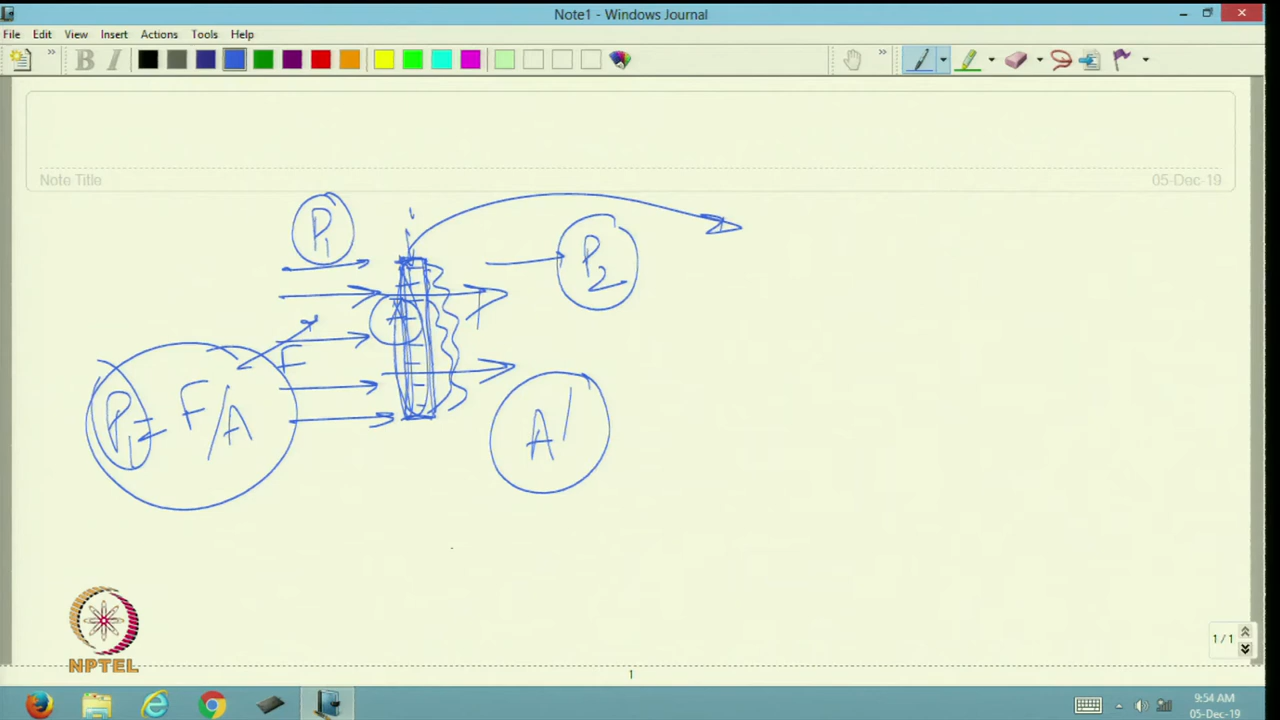 Note1 - Windows Journal
File Edit View Insert Actions Tools Help
B I
Note Title
05-Dec-19
P1
P2
A
F
P1 = F/A
A'
NPTEL
1 / 1
1
9:54 AM
05-Dec-19